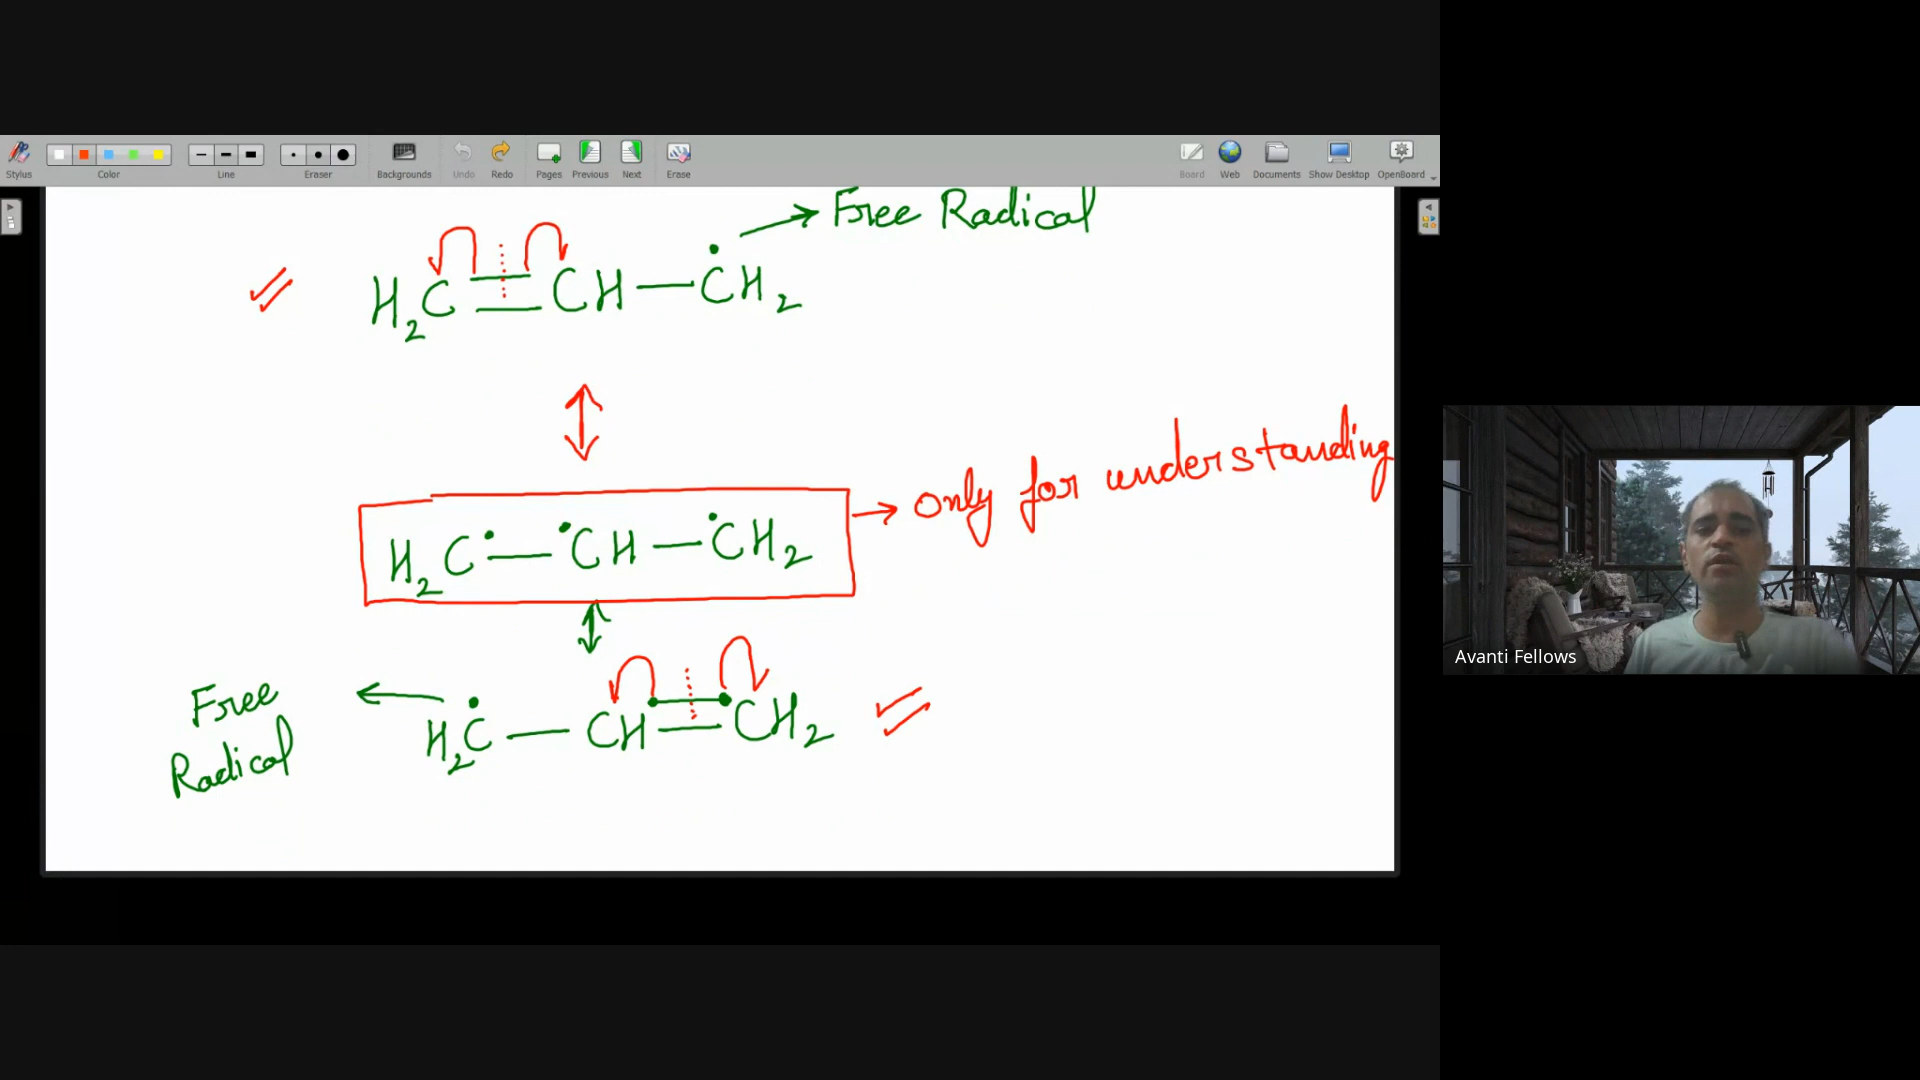 Stylus Color Line Eraser Backgrounds Undo Redo Pages Previous Next Erase Board Web Documents Show Desktop OpenBoard
Free Radical
H₂C = CH — ĊH₂
H₂Ċ — ĊH — ĊH₂
only for understanding
Free
Radical
H₂Ċ — CH = CH₂
Avanti Fellows